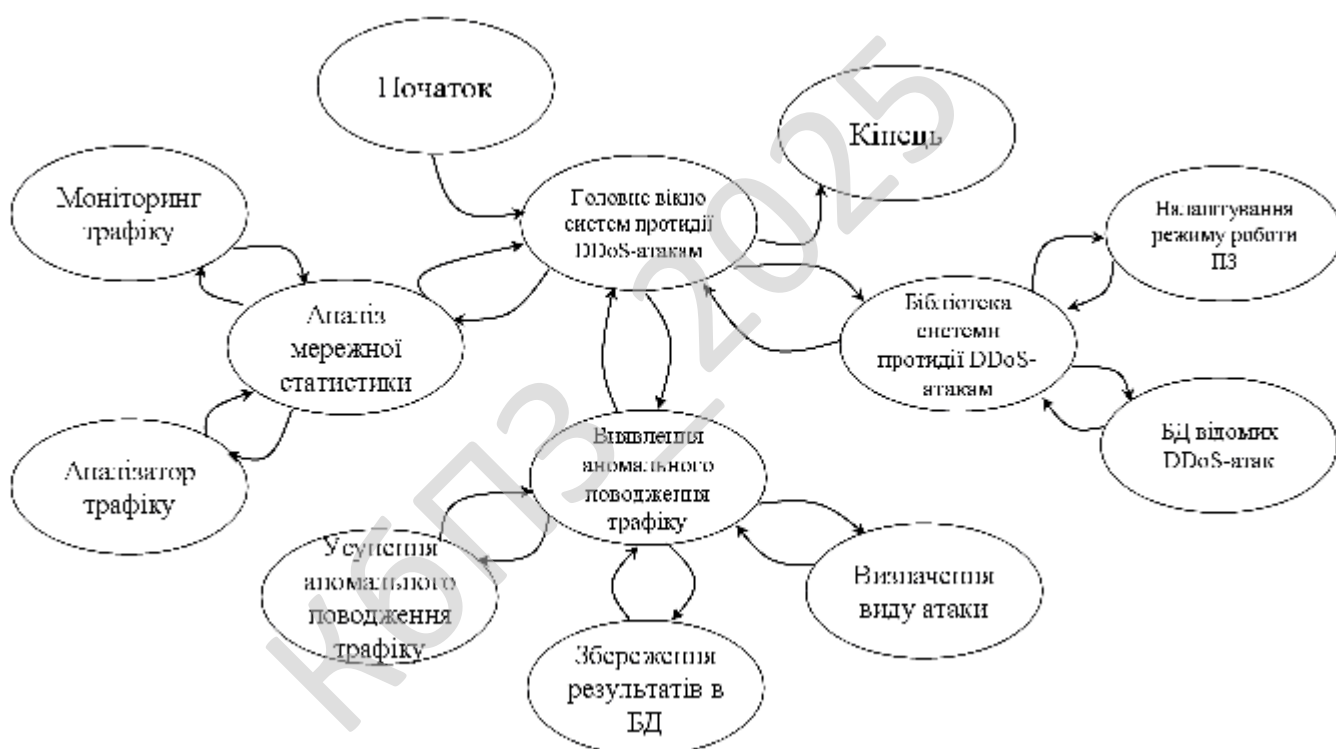 Початок
Кінець
Моніторинг
трафіку
Головне вікно
систем протидії
DDoS-атакам
Налаштування
режиму роботи
ПЗ
Аналіз
мережної
статистики
Бібліотека
системи
протидії DDoS-
атакам
Аналізатор
трафіку
Виявлення
аномального
поводження
трафіку
БД відомих
DDoS-атак
Усунення
аномального
поводження
трафіку
Визначення
виду атаки
Збереження
результатів в
БД
КбПЗ_2025